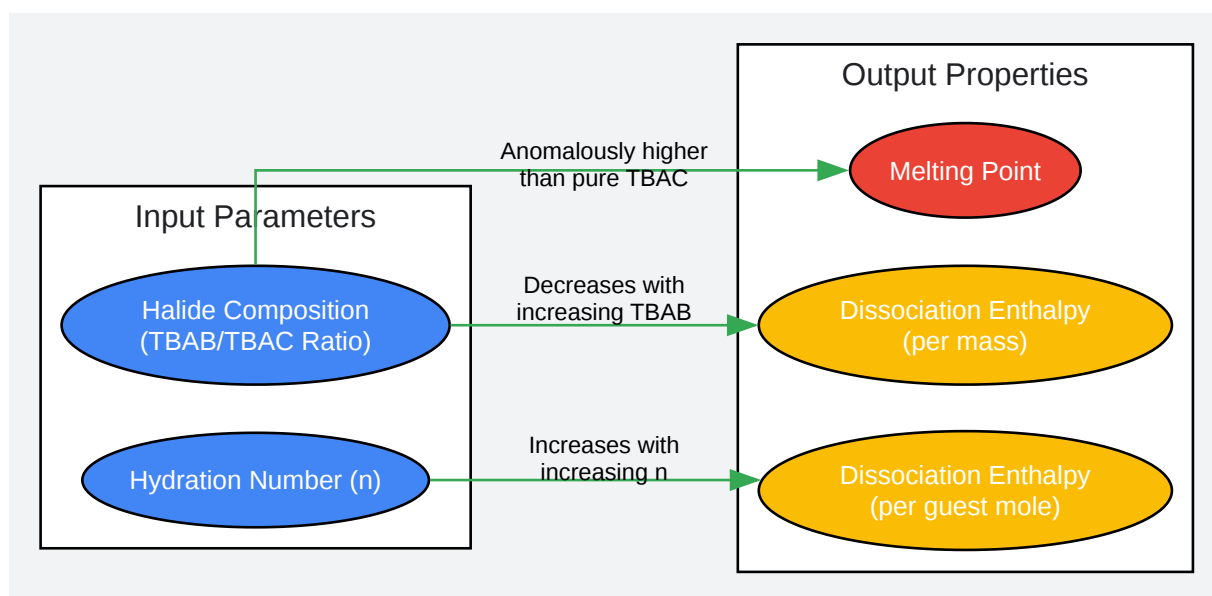 Output Properties
Anomalously higher
than pure TBAC
Melting Point
Input Parameters
Halide Composition
(TBAB/TBAC Ratio)
Decreases with
increasing TBAB
Dissociation Enthalpy
(per mass)
Hydration Number (n)
Increases with
increasing n
Dissociation Enthalpy
(per guest mole)